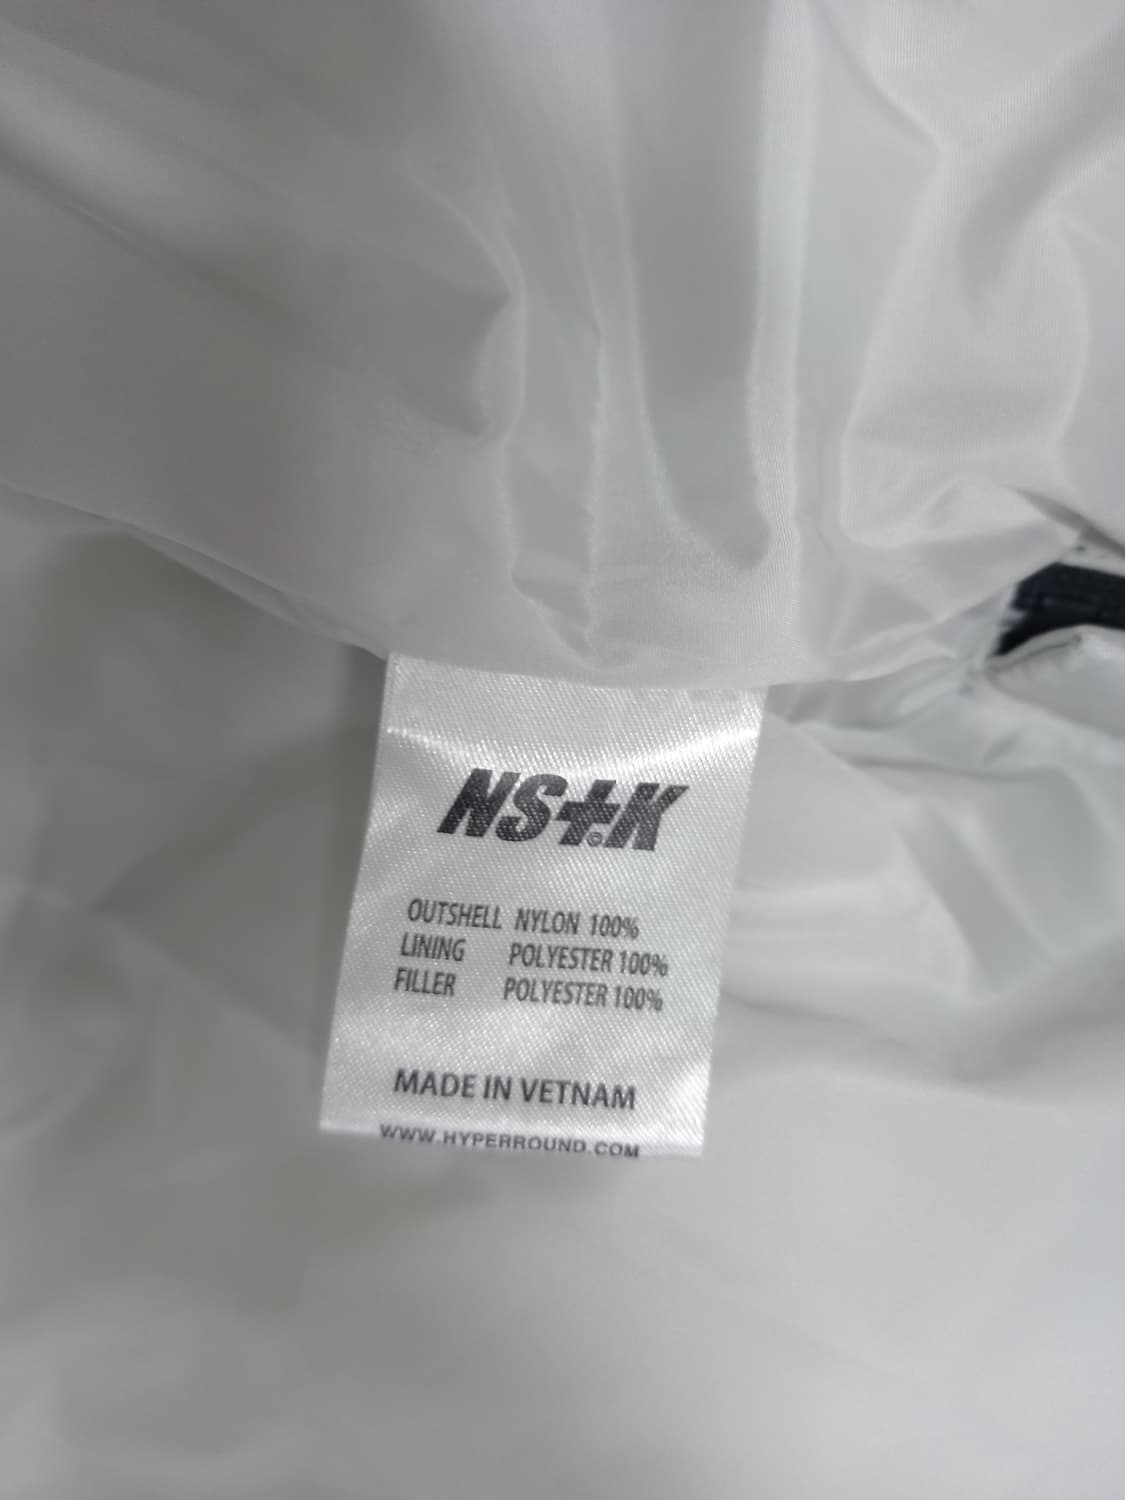 NS+K
©
OUTSHELL NYLON 100%
LINING POLYESTER 100%
FILLER POLYESTER 100%
MADE IN VETNAM
WWW.HYPERROUND.COM